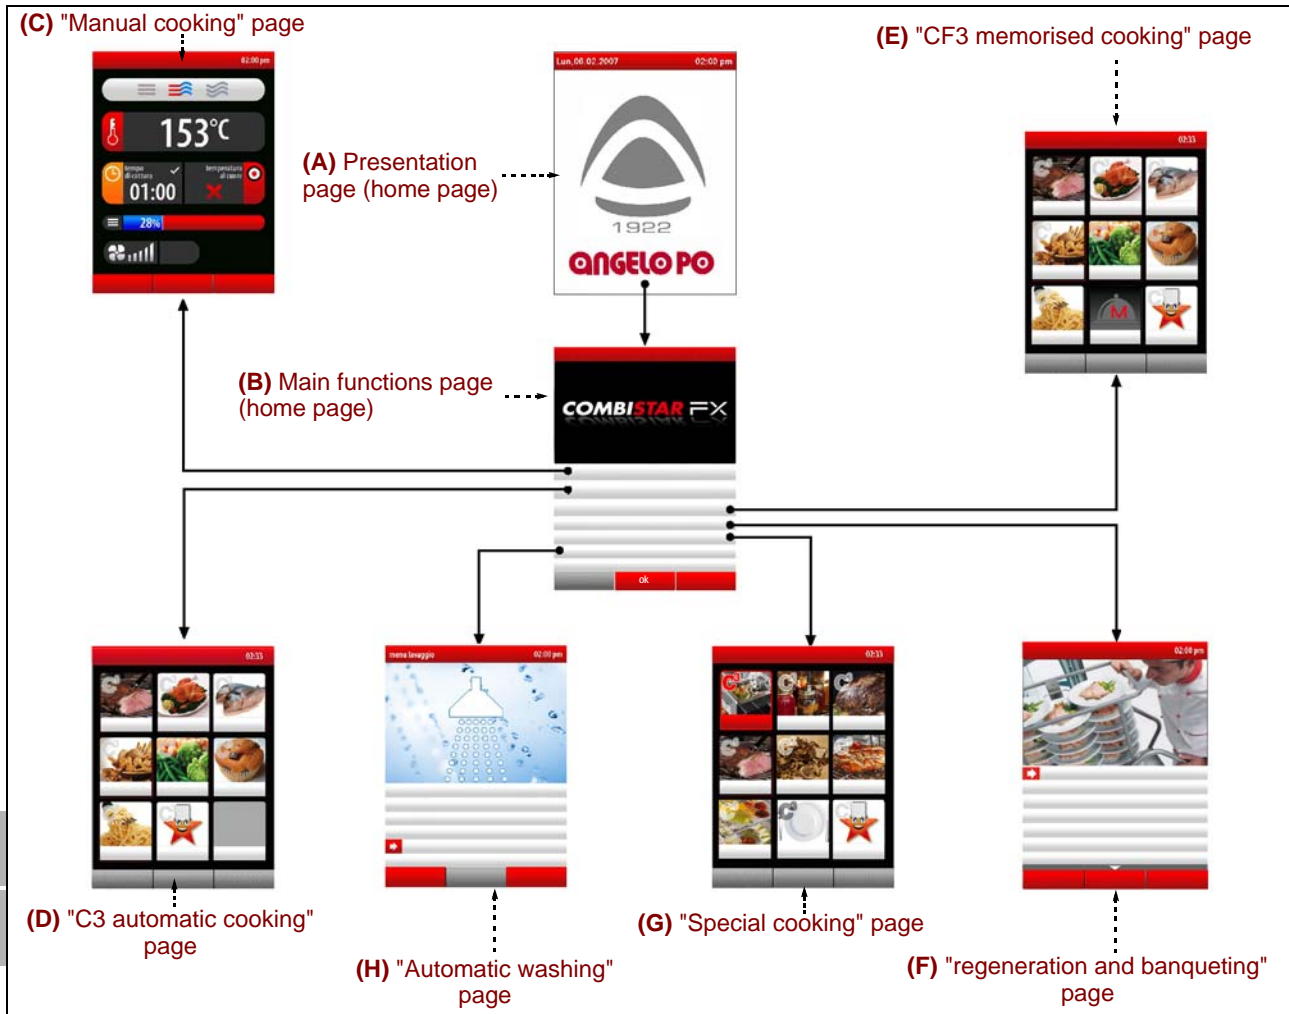 (C) "Manual cooking" page
02:00 pm
153°C
tempo
di cottura
01:00
temperatura
al cuore
28%
Lun,06.02.2007 02:00 pm
1922
ANGELO PO
(A) Presentation
page (home page)
(E) "CF3 memorised cooking" page
02:33
M
(B) Main functions page
(home page)
COMBISTAR FX
ok
02:33
(D) "C3 automatic cooking"
page
menu lavaggio 02:00 pm
(H) "Automatic washing"
page
02:33
C3
(G) "Special cooking" page
02:00 pm
(F) "regeneration and banqueting"
page